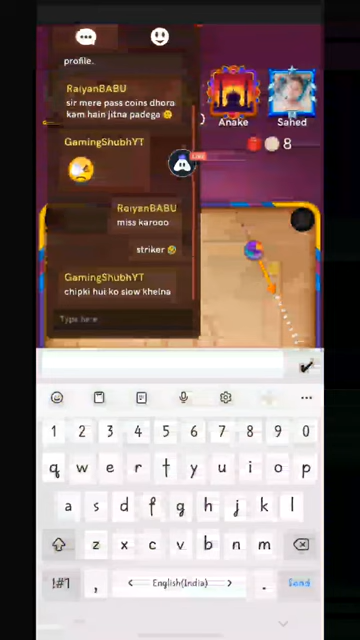 profile.
RaiyanBABU
sir mere pass coins dhora
kam hain jitna padega
GamingShubhYT
RaiyanBABU
miss karooo
striker
GamingShubhYT
chipki hui ko slow khelna
Type here
Anake
Sahed
8
1 2 3 4 5 6 7 8 9 0
q w e r t y u i o p
a s d f g h j k l
z x c v b n m
!#1 , < English(India) > . Send